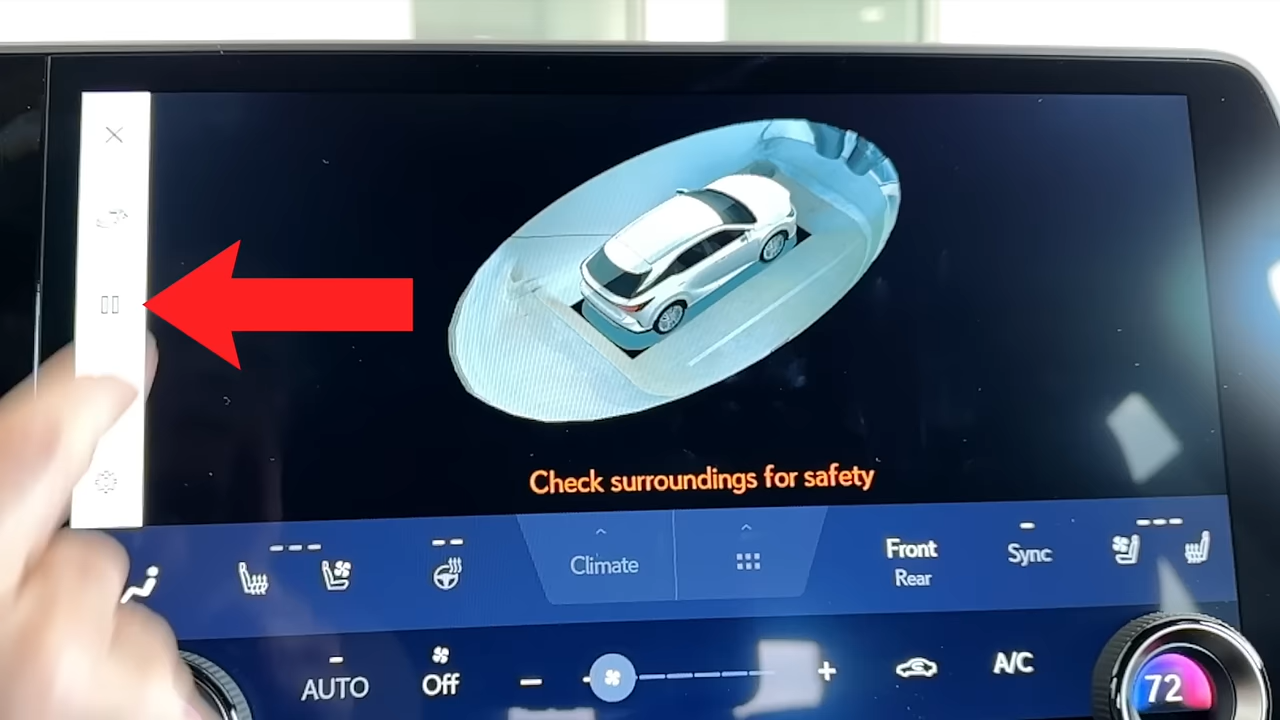 Check surroundings for safety
Climate
Front
Rear
Sync
AUTO
Off
A/C
72